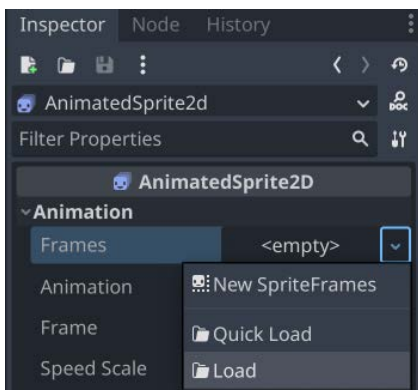 Inspector Node History
AnimatedSprite2d
DOC
Filter Properties
AnimatedSprite2D
Animation
Frames <empty>
Animation New SpriteFrames
Frame Quick Load
Speed Scale Load